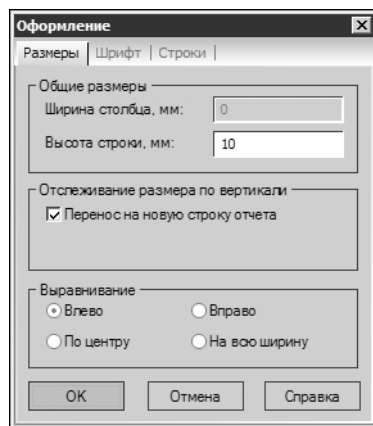 Оформление
Размеры | Шрифт | Строки |
Общие размеры
Ширина столбца, мм: 0
Высота строки, мм: 10
Отслеживание размера по вертикали
Перенос на новую строку отчета
Выравнивание
Влево Вправо
По центру На всю ширину
OK Отмена Справка